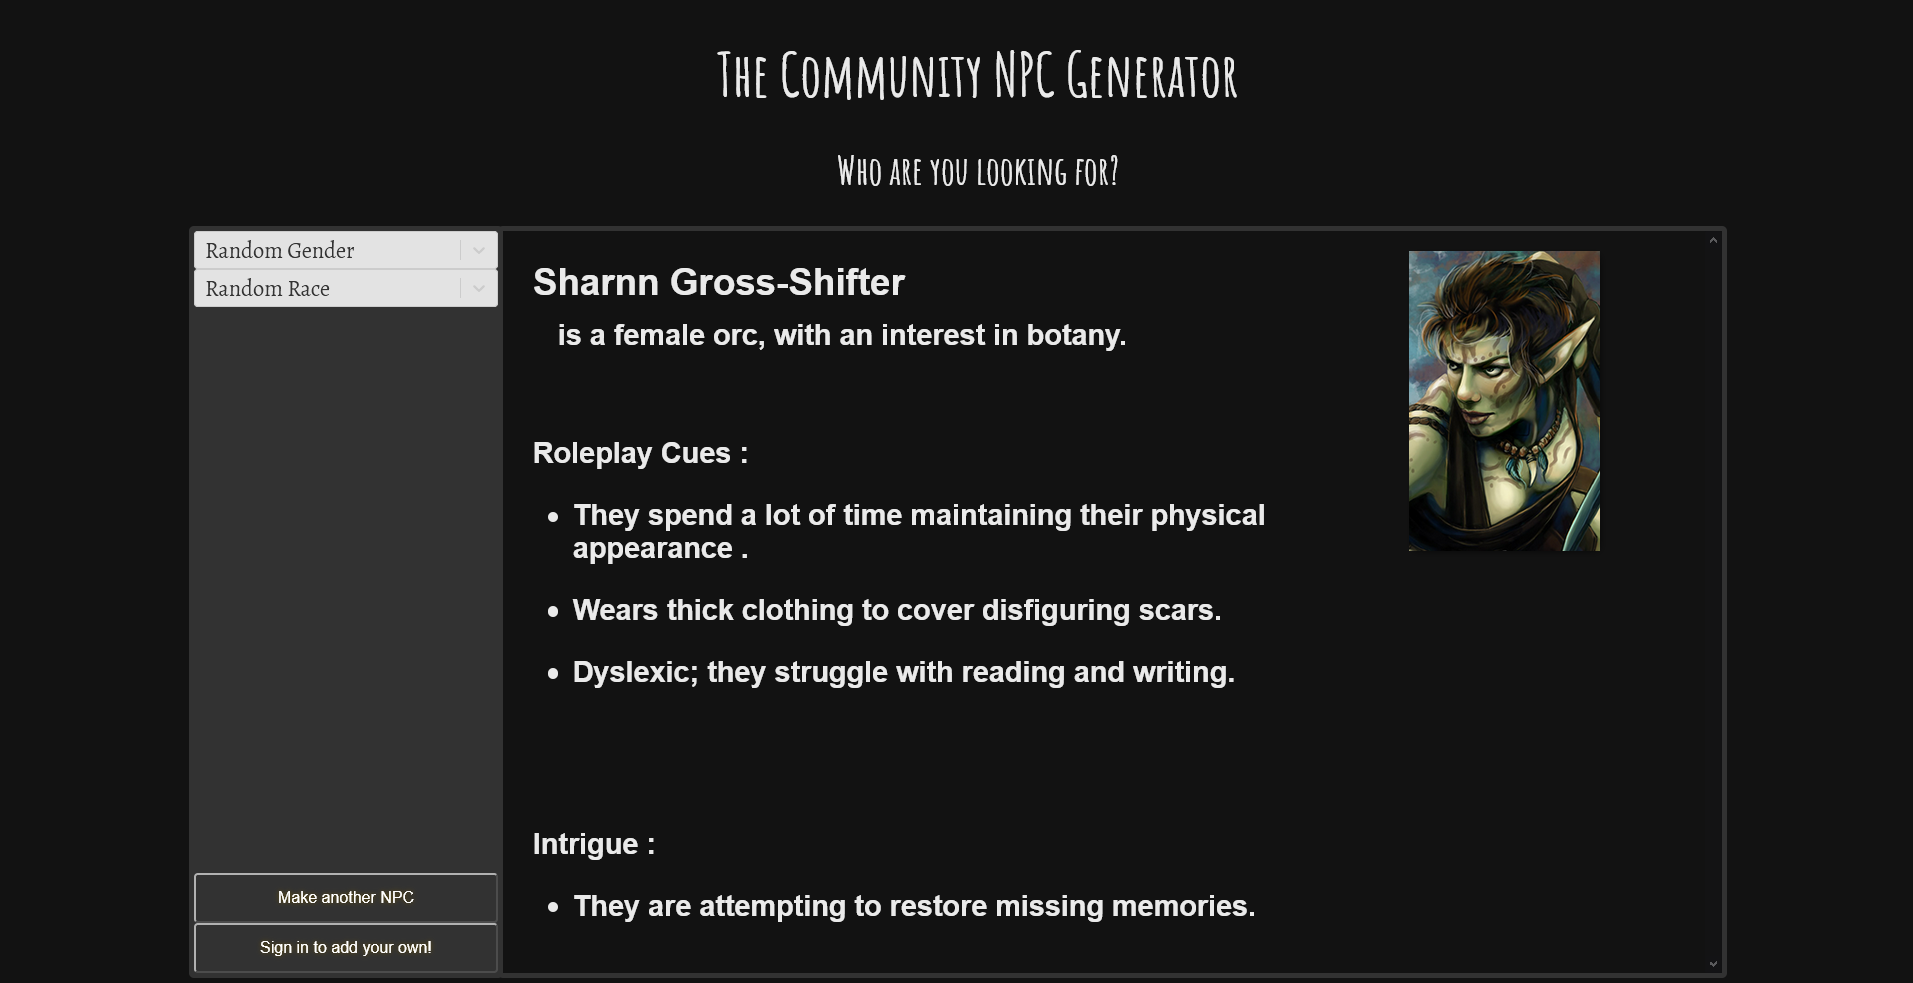 The Community NPC Generator
Who are you looking for?
Random Gender
Random Race
Make another NPC
Sign in to add your own!
Sharnn Gross-Shifter
is a female orc, with an interest in botany.
Roleplay Cues :
They spend a lot of time maintaining their physical
appearance .
Wears thick clothing to cover disfiguring scars.
Dyslexic; they struggle with reading and writing.
Intrigue :
They are attempting to restore missing memories.